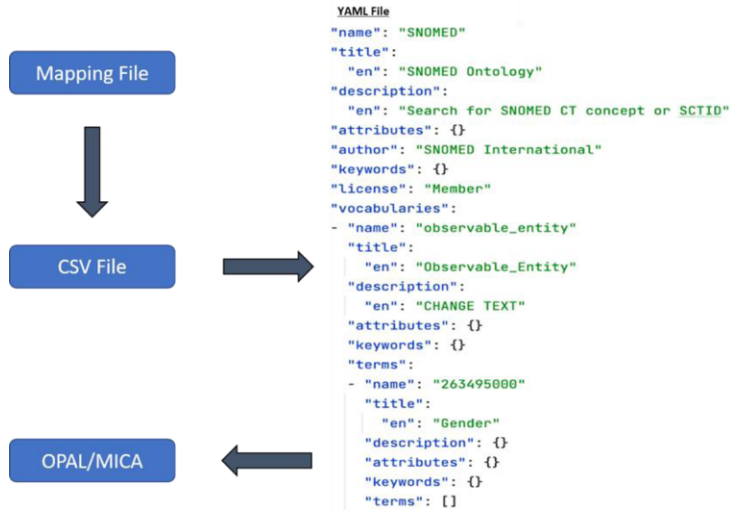 Mapping File
CSV File
OPAL/MICA
YAML File
"name": "SNOMED"
"title":
"en": "SNOMED Ontology"
"description":
"en": "Search for SNOMED CT concept or SCTID"
"attributes": {}
"author": "SNOMED International"
"keywords": {}
"license": "Member"
"vocabularies":
- "name": "observable_entity"
"title":
"en": "Observable_Entity"
"description":
"en": "CHANGE TEXT"
"attributes": {}
"keywords": {}
"terms":
- "name": "263495000"
"title":
"en": "Gender"
"description": {}
"attributes": {}
"keywords": {}
"terms": []